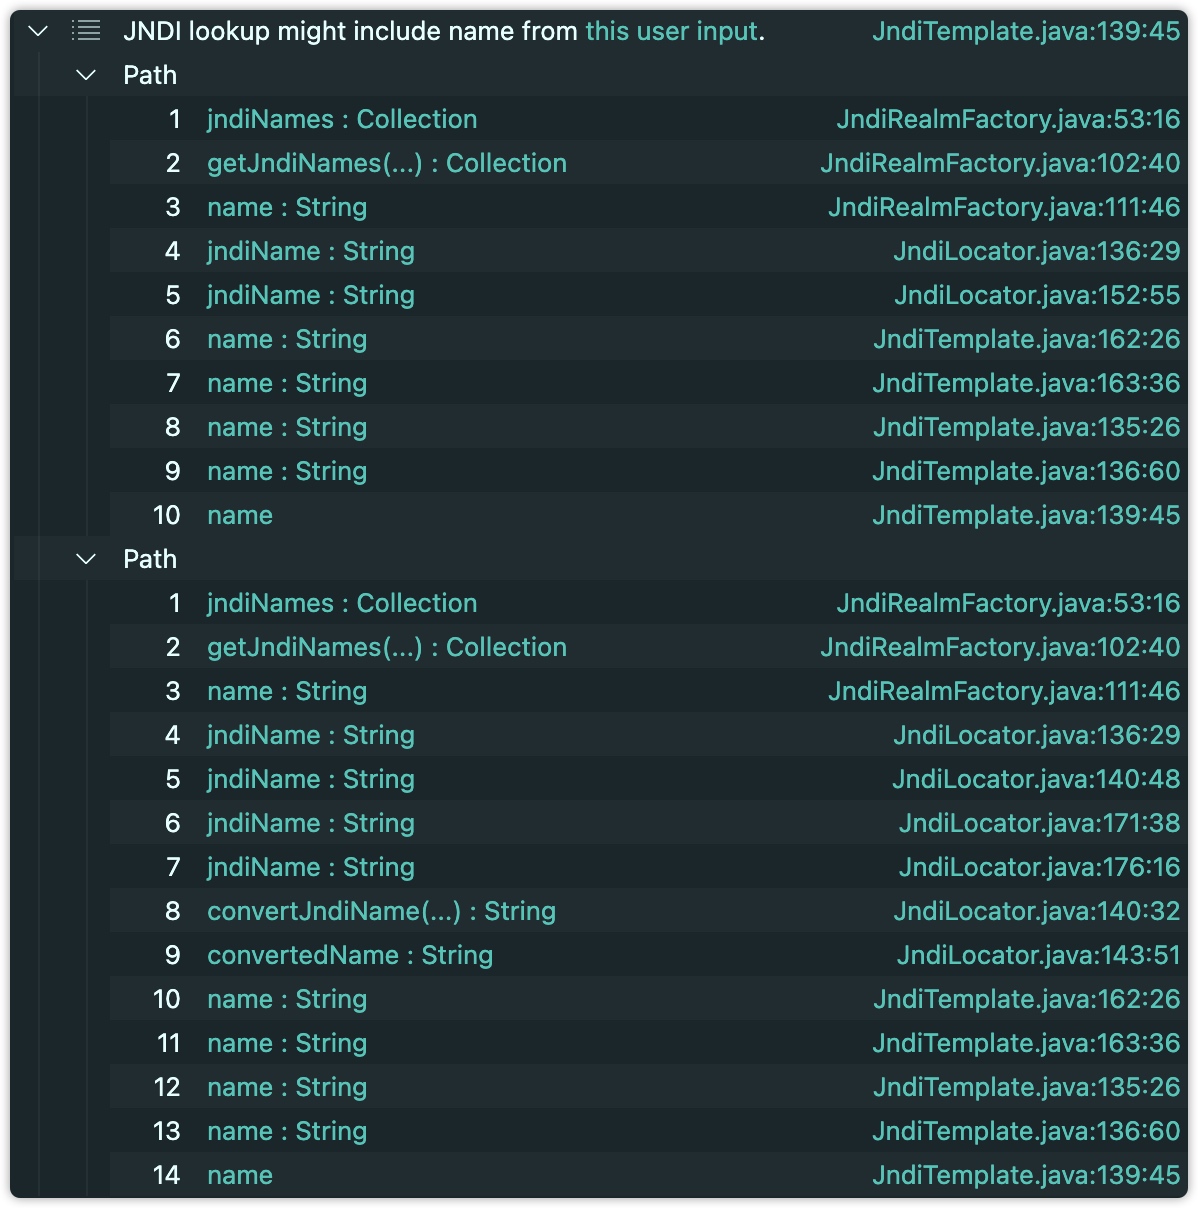 JNDI lookup might include name from this user input. JndiTemplate.java:139:45
Path
1 jndiNames : Collection JndiRealmFactory.java:53:16
2 getJndiNames(...) : Collection JndiRealmFactory.java:102:40
3 name : String JndiRealmFactory.java:111:46
4 jndiName : String JndiLocator.java:136:29
5 jndiName : String JndiLocator.java:152:55
6 name : String JndiTemplate.java:162:26
7 name : String JndiTemplate.java:163:36
8 name : String JndiTemplate.java:135:26
9 name : String JndiTemplate.java:136:60
10 name JndiTemplate.java:139:45
Path
1 jndiNames : Collection JndiRealmFactory.java:53:16
2 getJndiNames(...) : Collection JndiRealmFactory.java:102:40
3 name : String JndiRealmFactory.java:111:46
4 jndiName : String JndiLocator.java:136:29
5 jndiName : String JndiLocator.java:140:48
6 jndiName : String JndiLocator.java:171:38
7 jndiName : String JndiLocator.java:176:16
8 convertJndiName(...) : String JndiLocator.java:140:32
9 convertedName : String JndiLocator.java:143:51
10 name : String JndiTemplate.java:162:26
11 name : String JndiTemplate.java:163:36
12 name : String JndiTemplate.java:135:26
13 name : String JndiTemplate.java:136:60
14 name JndiTemplate.java:139:45